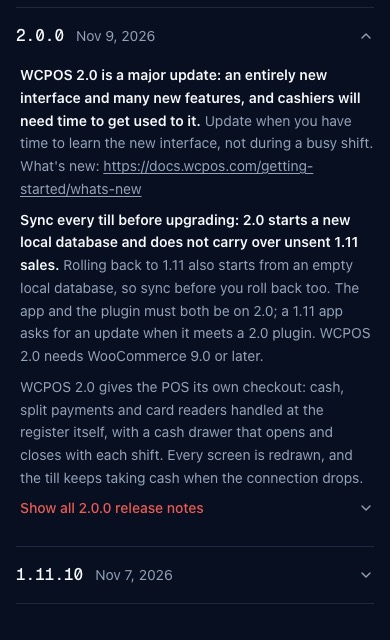 2.0.0 Nov 9, 2026
WCPOS 2.0 is a major update: an entirely new
interface and many new features, and cashiers will
need time to get used to it. Update when you have
time to learn the new interface, not during a busy shift.
What's new: https://docs.wcpos.com/getting-
started/whats-new
Sync every till before upgrading: 2.0 starts a new
local database and does not carry over unsent 1.11
sales. Rolling back to 1.11 also starts from an empty
local database, so sync before you roll back too. The
app and the plugin must both be on 2.0; a 1.11 app
asks for an update when it meets a 2.0 plugin. WCPOS
2.0 needs WooCommerce 9.0 or later.
WCPOS 2.0 gives the POS its own checkout: cash,
split payments and card readers handled at the
register itself, with a cash drawer that opens and
closes with each shift. Every screen is redrawn, and
the till keeps taking cash when the connection drops.
Show all 2.0.0 release notes
1.11.10 Nov 7, 2026